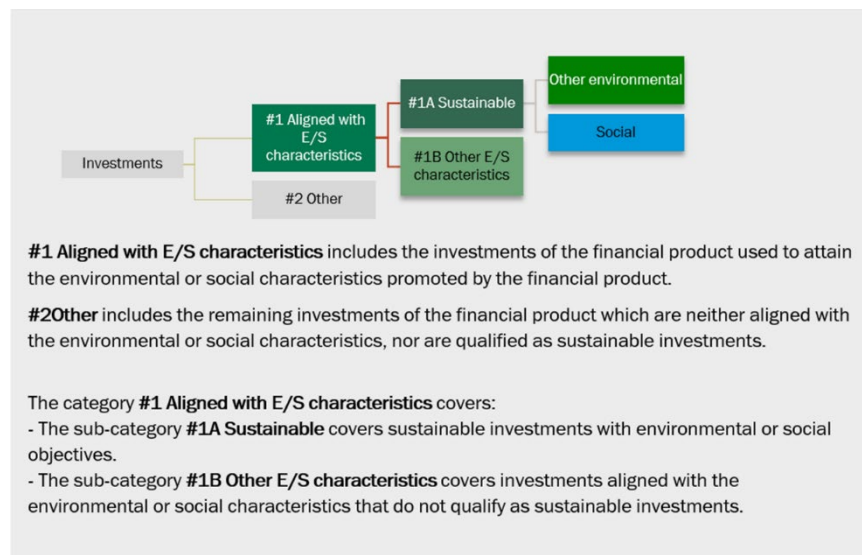 Other environmental
#1A Sustainable
#1 Aligned with
E/S
characteristics
Social
#1B Other E/S
characteristics
Investments
#2 Other
#1 Aligned with E/S characteristics includes the investments of the financial product used to attain
the environmental or social characteristics promoted by the financial product.
#2Other includes the remaining investments of the financial product which are neither aligned with
the environmental or social characteristics, nor are qualified as sustainable investments.
The category #1 Aligned with E/S characteristics covers:
- The sub-category #1A Sustainable covers sustainable investments with environmental or social
objectives.
- The sub-category #1B Other E/S characteristics covers investments aligned with the
environmental or social characteristics that do not qualify as sustainable investments.